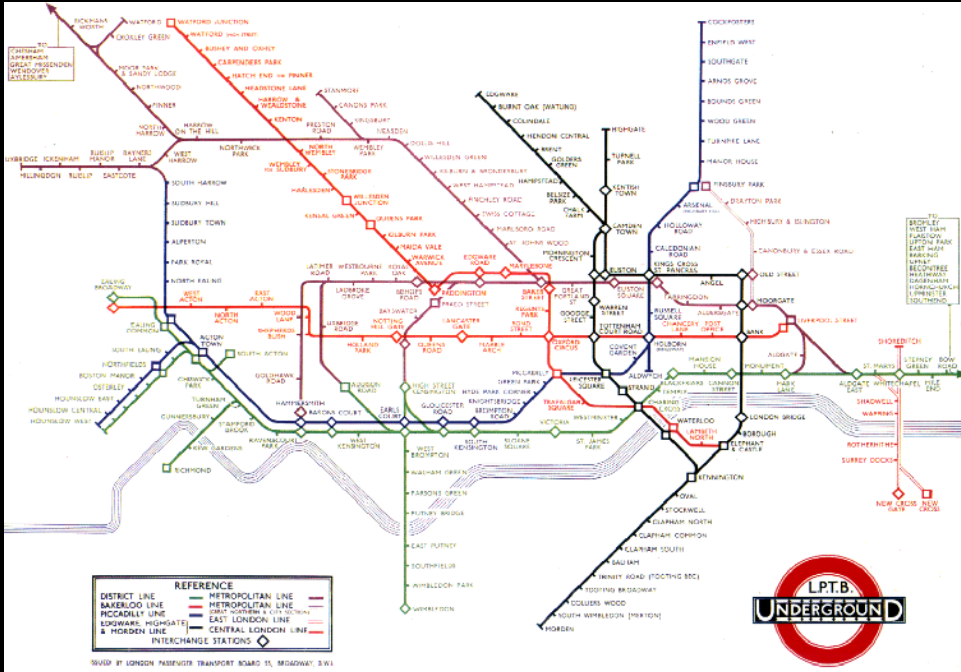 TO
CHESHAM
AMERSHAM
GREAT MISSENDEN
WENDOVER
AYLESBURY
RICKMANS
WORTH
WATFORD
CROXLEY GREEN
MOOR PARK
& SANDY LODGE
NORTHWOOD
PINNER
NORTH
HARROW
HARROW
ON THE HILL
WATFORD JUNCTION
WATFORD (HIGH STREET)
BUSHEY AND OXHEY
CARPENDERS PARK
HATCH END FOR PINNER
HEADSTONE LANE
HARROW &
WEALDSTONE
KENTON
NORTH
WEMBLEY
WEMBLEY
FOR SUDBURY
STONEBRIDGE
PARK
HARLESDEN
WILLESDEN
JUNCTION
KENSAL GREEN
QUEENS PARK
KILBURN PARK
MAIDA VALE
WARWICK
AVENUE
STANMORE
CANONS PARK
KINGSBURY
NEASDEN
PRESTON
ROAD
NORTHWICK
PARK
WEMBLEY
PARK
DOLLIS HILL
WILLESDEN GREEN
KILBURN & BRONDESBURY
WEST HAMPSTEAD
FINCHLEY ROAD
SWISS COTTAGE
MARLBORO ROAD
ST. JOHNS WOOD
EDGWARE
BURNT OAK (WATLING)
COLINDALE
HENDON CENTRAL
BRENT
GOLDERS
GREEN
HAMPSTEAD
BELSIZE
PARK
CHALK
FARM
HIGHGATE
TUFNELL
PARK
KENTISH
TOWN
CAMDEN
TOWN
MORNINGTON
CRESCENT
COCKFOSTERS
ENFIELD WEST
SOUTHGATE
ARNOS GROVE
BOUNDS GREEN
WOOD GREEN
TURNPIKE LANE
MANOR HOUSE
FINSBURY PARK
ARSENAL
HOLLOWAY
ROAD
CALEDONIAN
ROAD
DRAYTON PARK
HIGHBURY & ISLINGTON
CANONBURY & ESSEX ROAD
OLD STREET
MOORGATE
TO
BROMLEY
WEST HAM
PLAISTOW
UPTON PARK
EAST HAM
BARKING
UPNEY
BECONTREE
HEATHWAY
DAGENHAM
HORNCHURCH
UPMINSTER
SOUTHEND
UXBRIDGE
ICKENHAM
RUISLIP
MANOR
RAYNERS
LANE
WEST
HARROW
HILLINGDON
RUISLIP
EASTCOTE
SOUTH HARROW
SUDBURY HILL
SUDBURY TOWN
ALPERTON
PARK ROYAL
NORTH EALING
EALING
BROADWAY
WEST
ACTON
NORTH
ACTON
EAST
ACTON
WOOD
LANE
SHEPHERDS
BUSH
LATIMER
ROAD
WESTBOURNE
PARK
ROYAL
OAK
LADBROKE
GROVE
BISHOPS
ROAD
PADDINGTON
PRAED STREET
EDGWARE
ROAD
MARYLEBONE
BAKER
STREET
GREAT
PORTLAND
ST
REGENTS
PARK
EUSTON
EUSTON
SQUARE
KINGS CROSS
ST. PANCRAS
ANGEL
FARRINGDON
ALDERSGATE
WARREN
STREET
GOODGE
STREET
TOTTENHAM
COURT ROAD
RUSSELL
SQUARE
CHANCERY
LANE
POST
OFFICE
BANK
LIVERPOOL STREET
UXBRIDGE
ROAD
HOLLAND
PARK
NOTTING
HILL GATE
BAYSWATER
QUEENS
ROAD
LANCASTER
GATE
MARBLE
ARCH
BOND
STREET
OXFORD
CIRCUS
COVENT
GARDEN
HOLBORN
ALDWYCH
GOLDHAWK
ROAD
HAMMERSMITH
BARONS COURT
ADDISON
ROAD
HIGH STREET
KENSINGTON
EARLS
COURT
GLOUCESTER
ROAD
PICCADILLY
GREEN PARK
HYDE PARK CORNER
KNIGHTSBRIDGE
BROMPTON
ROAD
LEICESTER
SQUARE
STRAND
TRAFALGAR
SQUARE
CHARING
CROSS
BLACKFRIARS
MANSION
HOUSE
CANNON
STREET
MONUMENT
MARK
LANE
ALDGATE
ALDGATE
EAST
ST. MARYS
WHITECHAPEL
STEPNEY
GREEN
MILE
END
BOW
ROAD
SHOREDITCH
SHADWELL
WAPPING
ROTHERHITHE
SURREY DOCKS
NEW CROSS
GATE
NEW
CROSS
EALING
COMMON
ACTON
TOWN
SOUTH EALING
NORTHFIELDS
BOSTON MANOR
OSTERLEY
HOUNSLOW EAST
HOUNSLOW CENTRAL
HOUNSLOW WEST
SOUTH ACTON
CHISWICK
PARK
TURNHAM
GREEN
GUNNERSBURY
STAMFORD
BROOK
KEW GARDENS
RICHMOND
RAVENSCOURT
PARK
WEST
KENSINGTON
SOUTH
KENSINGTON
SLOANE
SQUARE
VICTORIA
ST. JAMES
PARK
WESTMINSTER
WATERLOO
LAMBETH
NORTH
LONDON BRIDGE
BOROUGH
ELEPHANT
& CASTLE
KENNINGTON
WEST
BROMPTON
WALHAM GREEN
PARSONS GREEN
PUTNEY BRIDGE
EAST PUTNEY
SOUTHFIELDS
WIMBLEDON PARK
WIMBLEDON
OVAL
STOCKWELL
CLAPHAM NORTH
CLAPHAM COMMON
CLAPHAM SOUTH
BALHAM
TRINITY ROAD (TOOTING BEC)
TOOTING BROADWAY
COLLIERS WOOD
SOUTH WIMBLEDON (MERTON)
MORDEN
REFERENCE
DISTRICT LINE
METROPOLITAN LINE
BAKERLOO LINE
METROPOLITAN LINE
(GREAT NORTHERN & CITY SECTION)
PICCADILLY LINE
EAST LONDON LINE
EDGWARE, HIGHGATE
& MORDEN LINE
CENTRAL LONDON LINE
INTERCHANGE STATIONS
ISSUED BY LONDON PASSENGER TRANSPORT BOARD 55, BROADWAY, S.W.1.
L.P.T.B.
UNDERGROUND